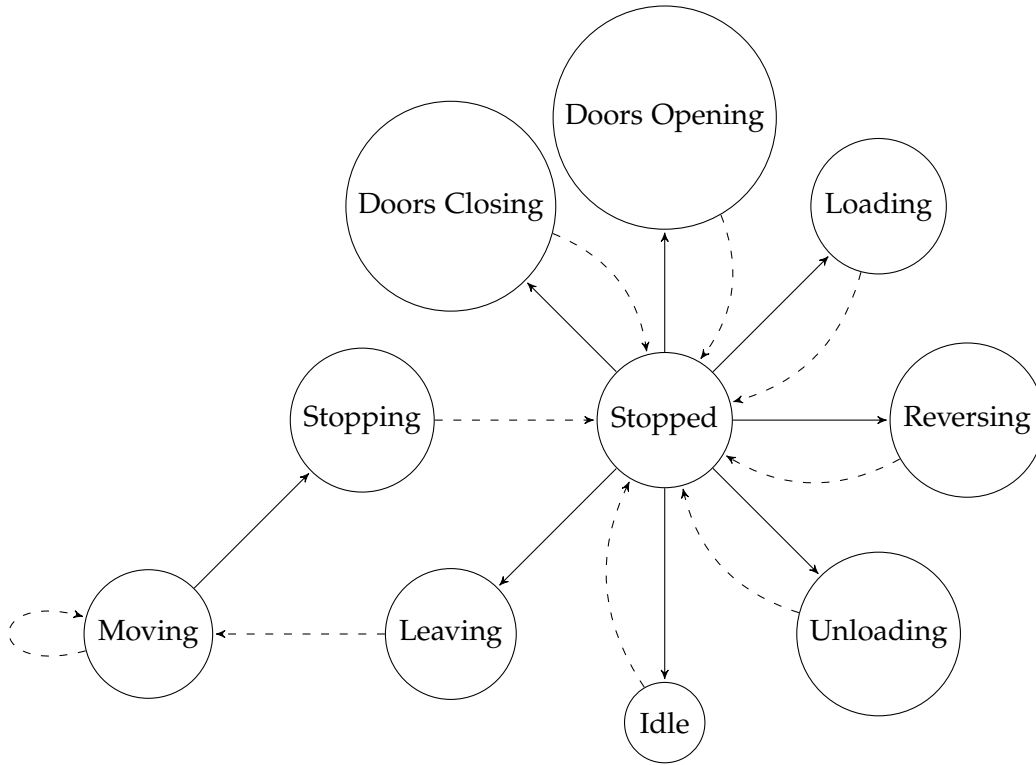 Doors Opening
Doors Closing
Loading
Stopping
Stopped
Reversing
Moving
Leaving
Unloading
Idle